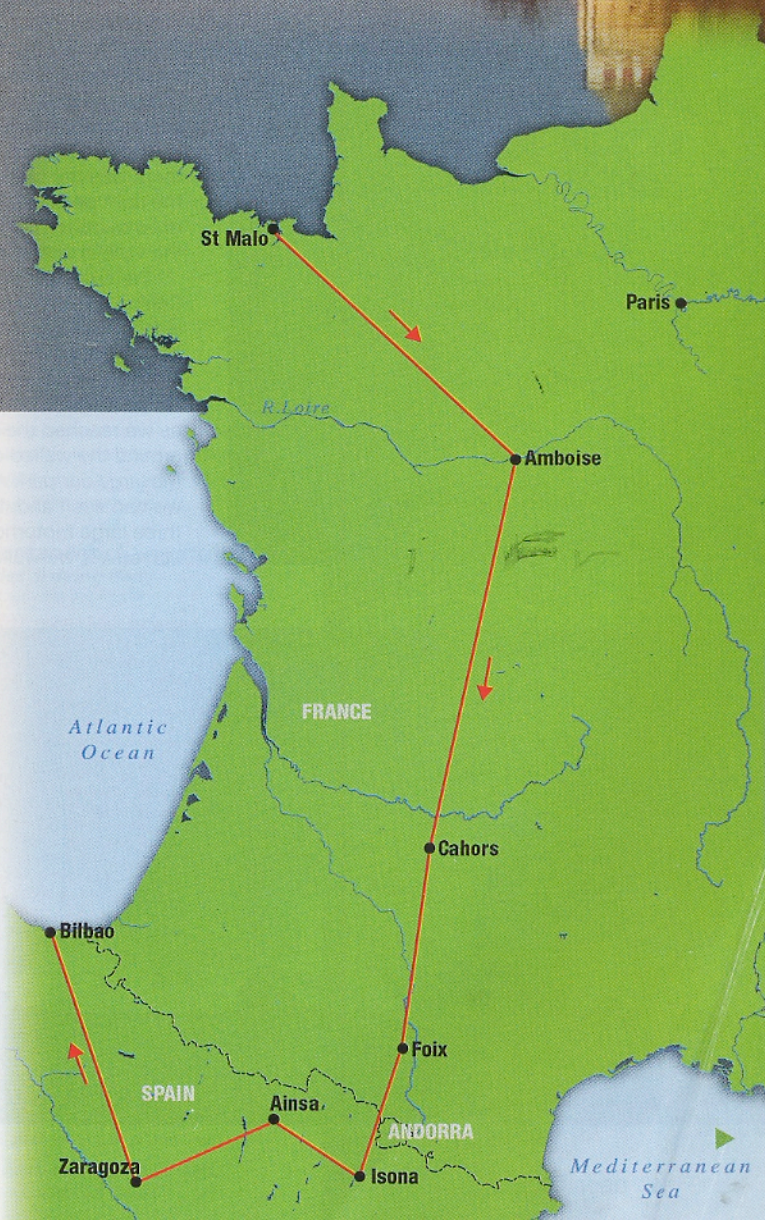 St Malo
Paris
R.Loire
Amboise
FRANCE
Atlantic
Ocean
Cahors
Bilbao
Foix
SPAIN
Ainsa
ANDORRA
Zaragoza
Isona
Mediterranean
Sea